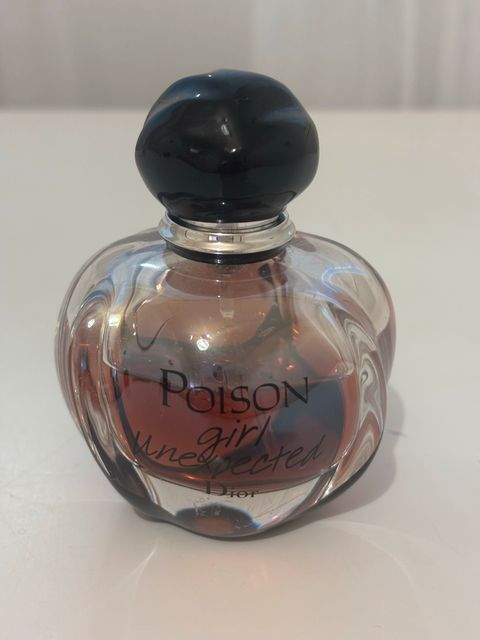 POISON
girl
unexpected
Dior